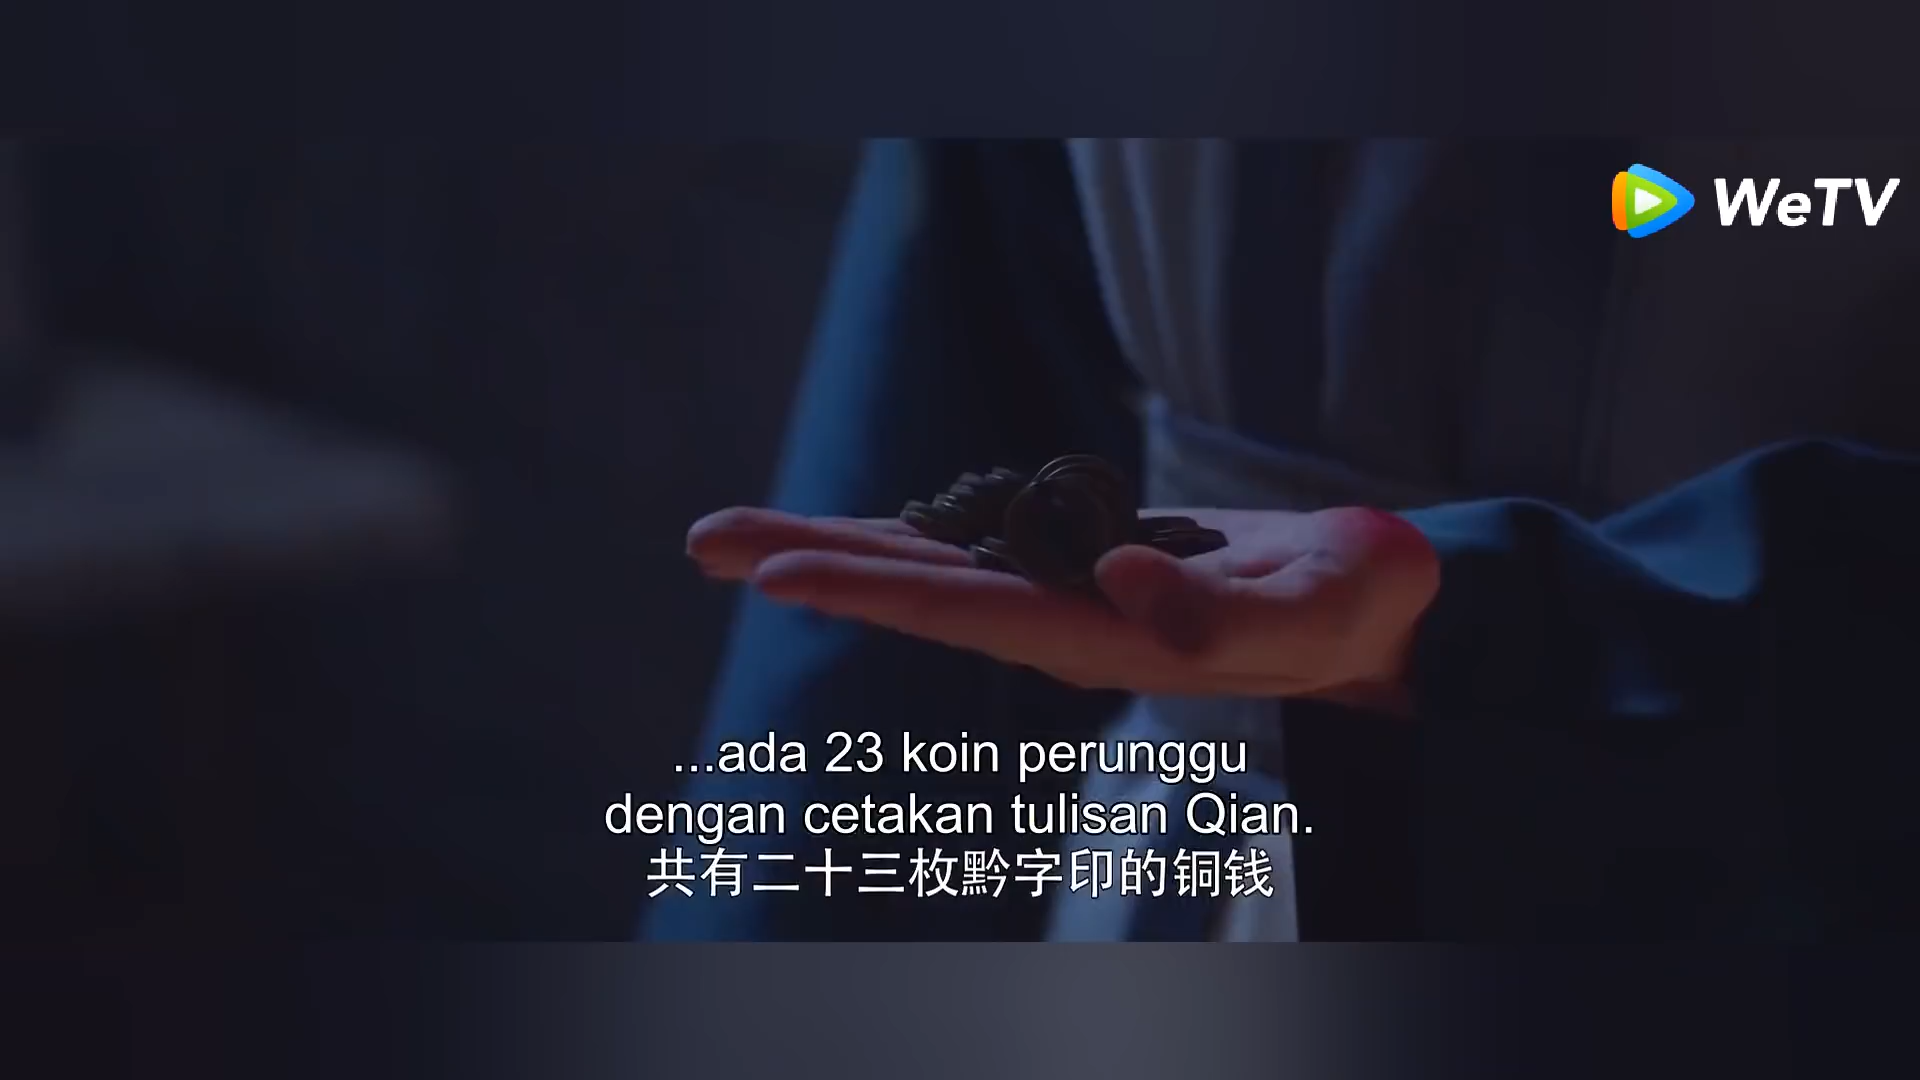 WeTV
...ada 23 koin perunggu
dengan cetakan tulisan Qian.
共有二十三枚黔字印的铜钱